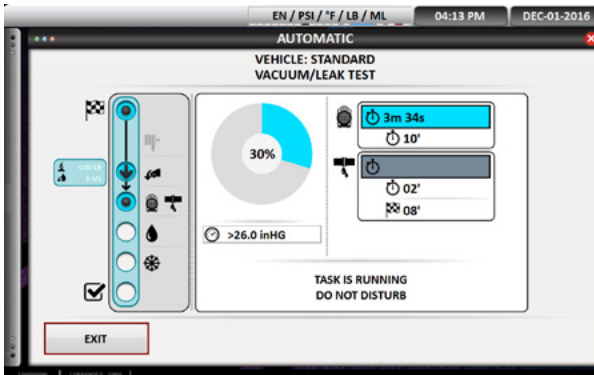 EN / PSI / °F / LB / ML
04:13 PM
DEC-01-2016
AUTOMATIC
VEHICLE: STANDARD
VACUUM/LEAK TEST
30%
>26.0 inHG
3m 34s
10'
02'
08'
TASK IS RUNNING
DO NOT DISTURB
EXIT